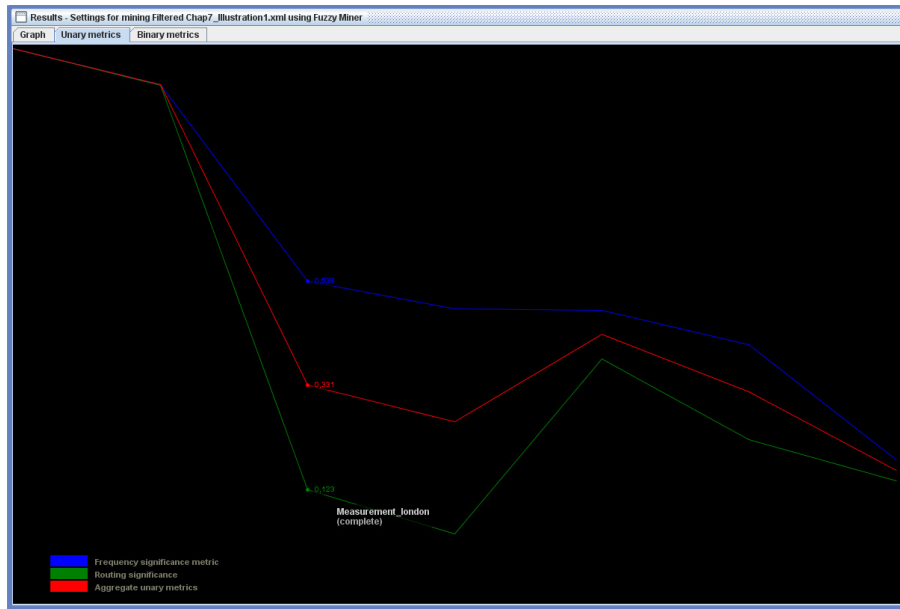 Results - Settings for mining Filtered Chap7_Illustration1.xml using Fuzzy Miner
Graph Unary metrics Binary metrics
0,331
0,123
Measurement_london
(complete)
Frequency significance metric
Routing significance
Aggregate unary metrics